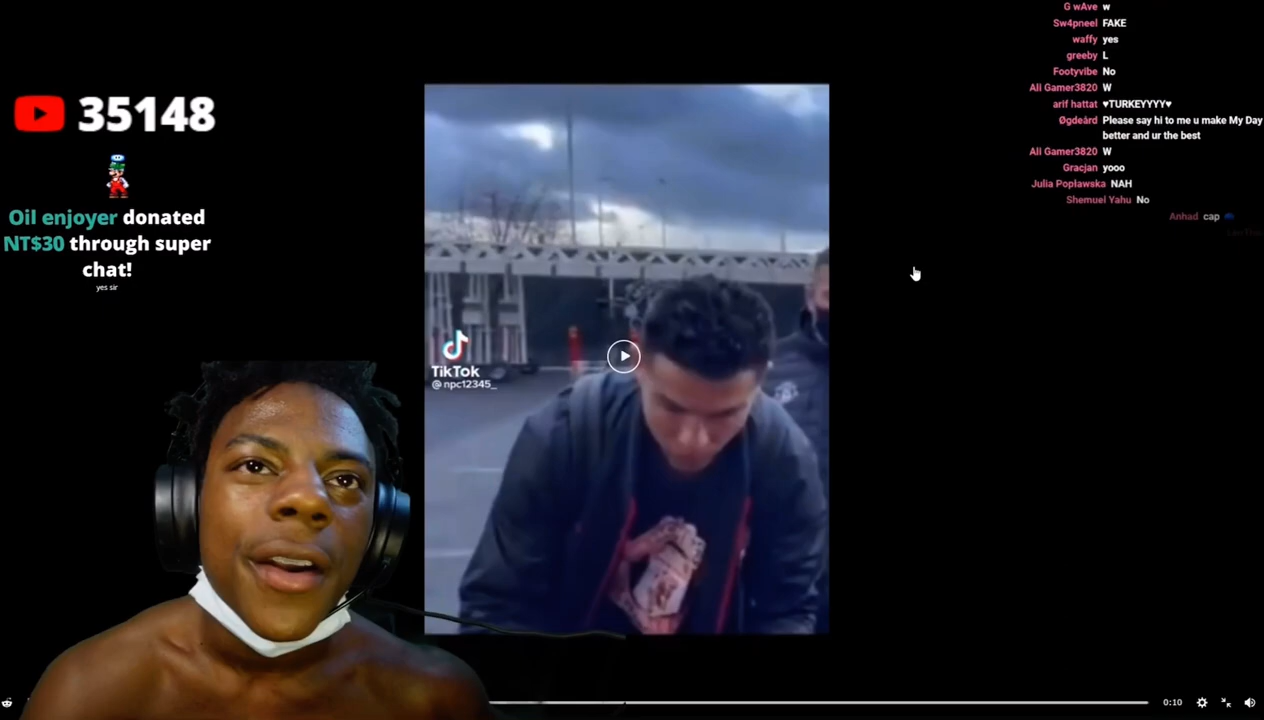 35148
Oil enjoyer donated
NT$30 through super
chat!
yes sir
TikTok
@ npc12345_
G wAve w
Sw4pneel FAKE
waffy yes
greeby L
Footyvibe No
Ali Gamer3820 W
arif hattat ♥TURKEYYYY♥
Øgdeård Please say hi to me u make My Day
better and ur the best
Ali Gamer3820 W
Gracjan yooo
Julia Popławska NAH
Shemuel Yahu No
Anhad cap
0:10